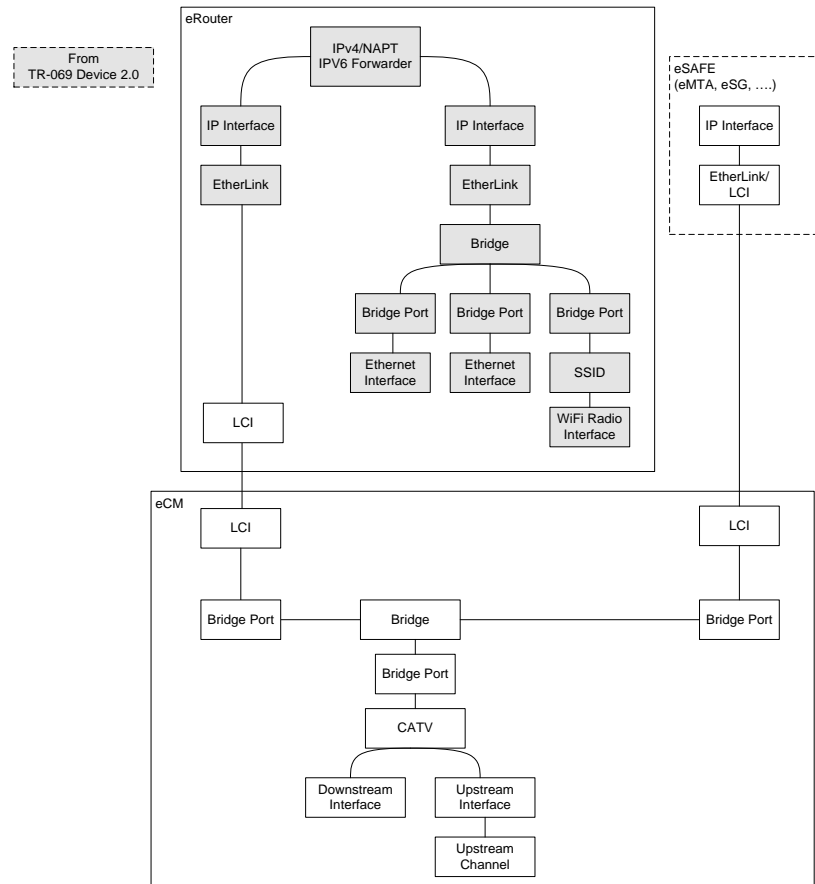 eRouter
From
TR-069 Device 2.0
IPv4/NAPT
IPV6 Forwarder
eSAFE
(eMTA, eSG, ….)
IP Interface
IP Interface
IP Interface
EtherLink
EtherLink
EtherLink/
LCI
Bridge
Bridge Port
Bridge Port
Bridge Port
Ethernet
Interface
Ethernet
Interface
SSID
WiFi Radio
Interface
LCI
eCM
LCI
LCI
Bridge Port
Bridge
Bridge Port
Bridge Port
CATV
Downstream
Interface
Upstream
Interface
Upstream
Channel